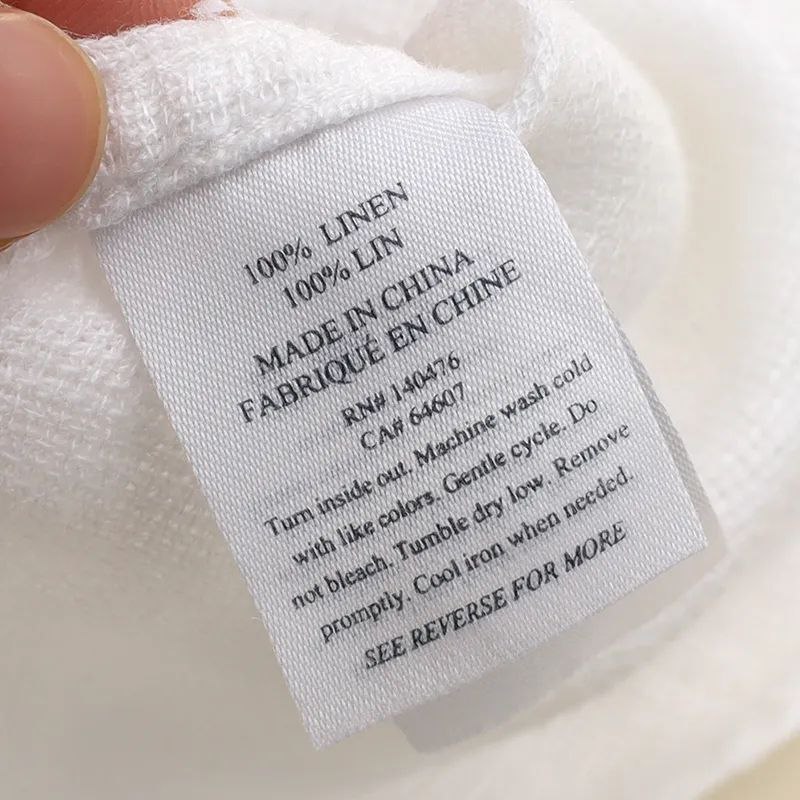 100% LINEN
100% LIN
MADE IN CHINA
FABRIQUÉ EN CHINE
RN# 140476
CA# 64607
Turn inside out. Machine wash cold
with like colors. Gentle cycle. Do
not bleach. Tumble dry low. Remove
promptly. Cool iron when needed.
SEE REVERSE FOR MORE